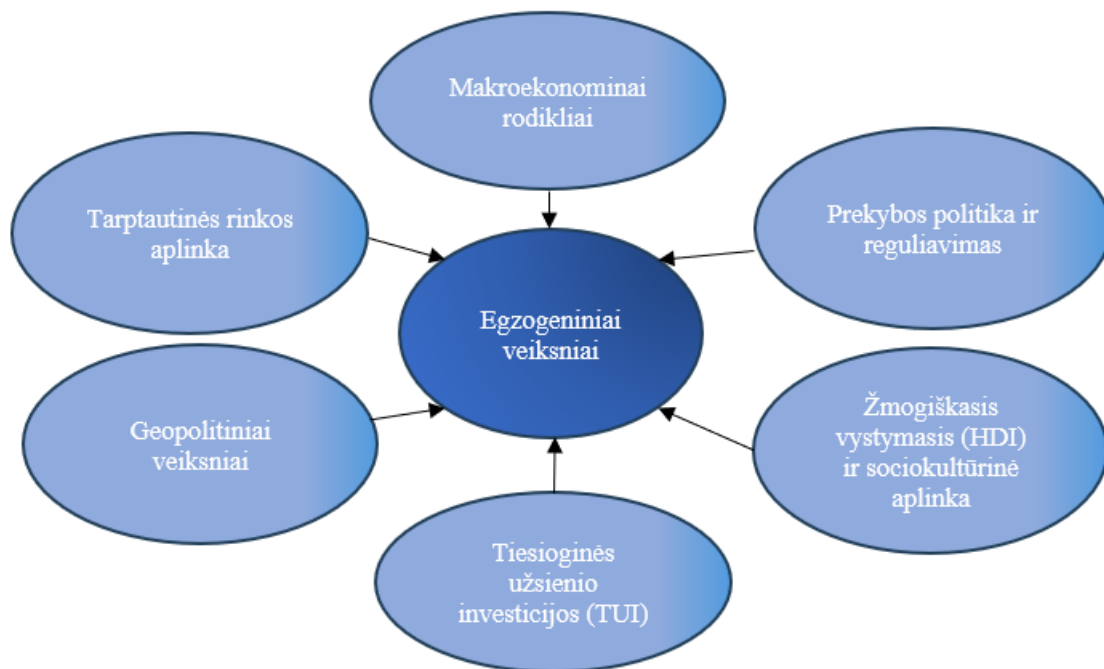 Makroekonominai
rodikliai
Tarptautinės rinkos
aplinka
Prekybos politika ir
reguliavimas
Egzogeniniai
veiksniai
Geopolitiniai
veiksniai
Žmogiškasis
vystymasis (HDI)
ir sociokultūrinė
aplinka
Tiesioginės
užsienio
investicijos (TUI)